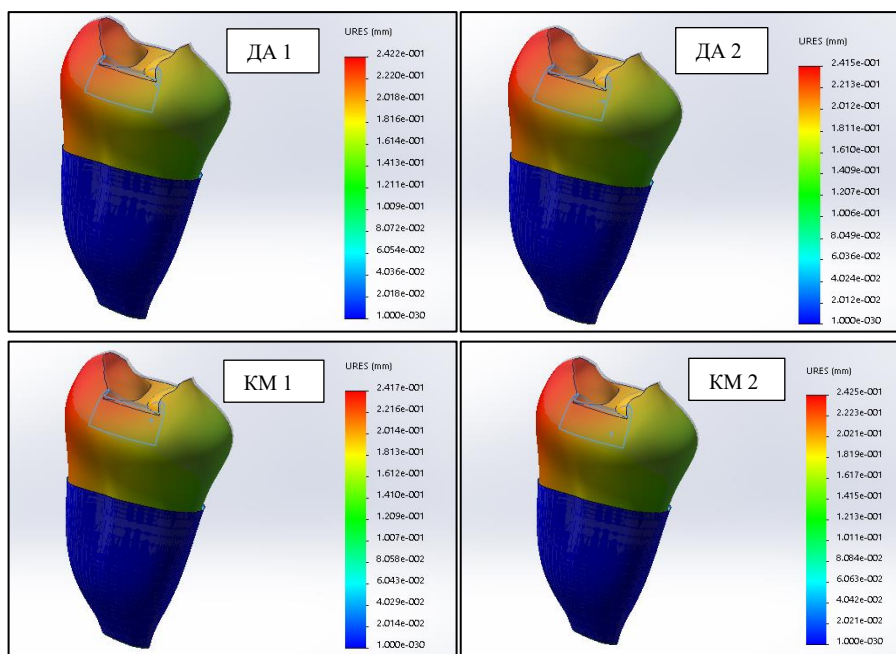 ДА 1
URES (mm)
2.422e-001
2.220e-001
2.018e-001
1.816e-001
1.614e-001
1.413e-001
1.211e-001
1.009e-001
8.072e-002
6.054e-002
4.036e-002
2.018e-002
1.000e-030
ДА 2
URES (mm)
2.415e-001
2.213e-001
2.012e-001
1.811e-001
1.610e-001
1.409e-001
1.207e-001
1.006e-001
8.049e-002
6.036e-002
4.024e-002
2.012e-002
1.000e-030
КМ 1
URES (mm)
2.417e-001
2.216e-001
2.014e-001
1.813e-001
1.612e-001
1.410e-001
1.209e-001
1.007e-001
8.058e-002
6.043e-002
4.029e-002
2.014e-002
1.000e-030
КМ 2
URES (mm)
2.425e-001
2.223e-001
2.021e-001
1.819e-001
1.617e-001
1.415e-001
1.213e-001
1.011e-001
8.084e-002
6.063e-002
4.042e-002
2.021e-002
1.000e-030